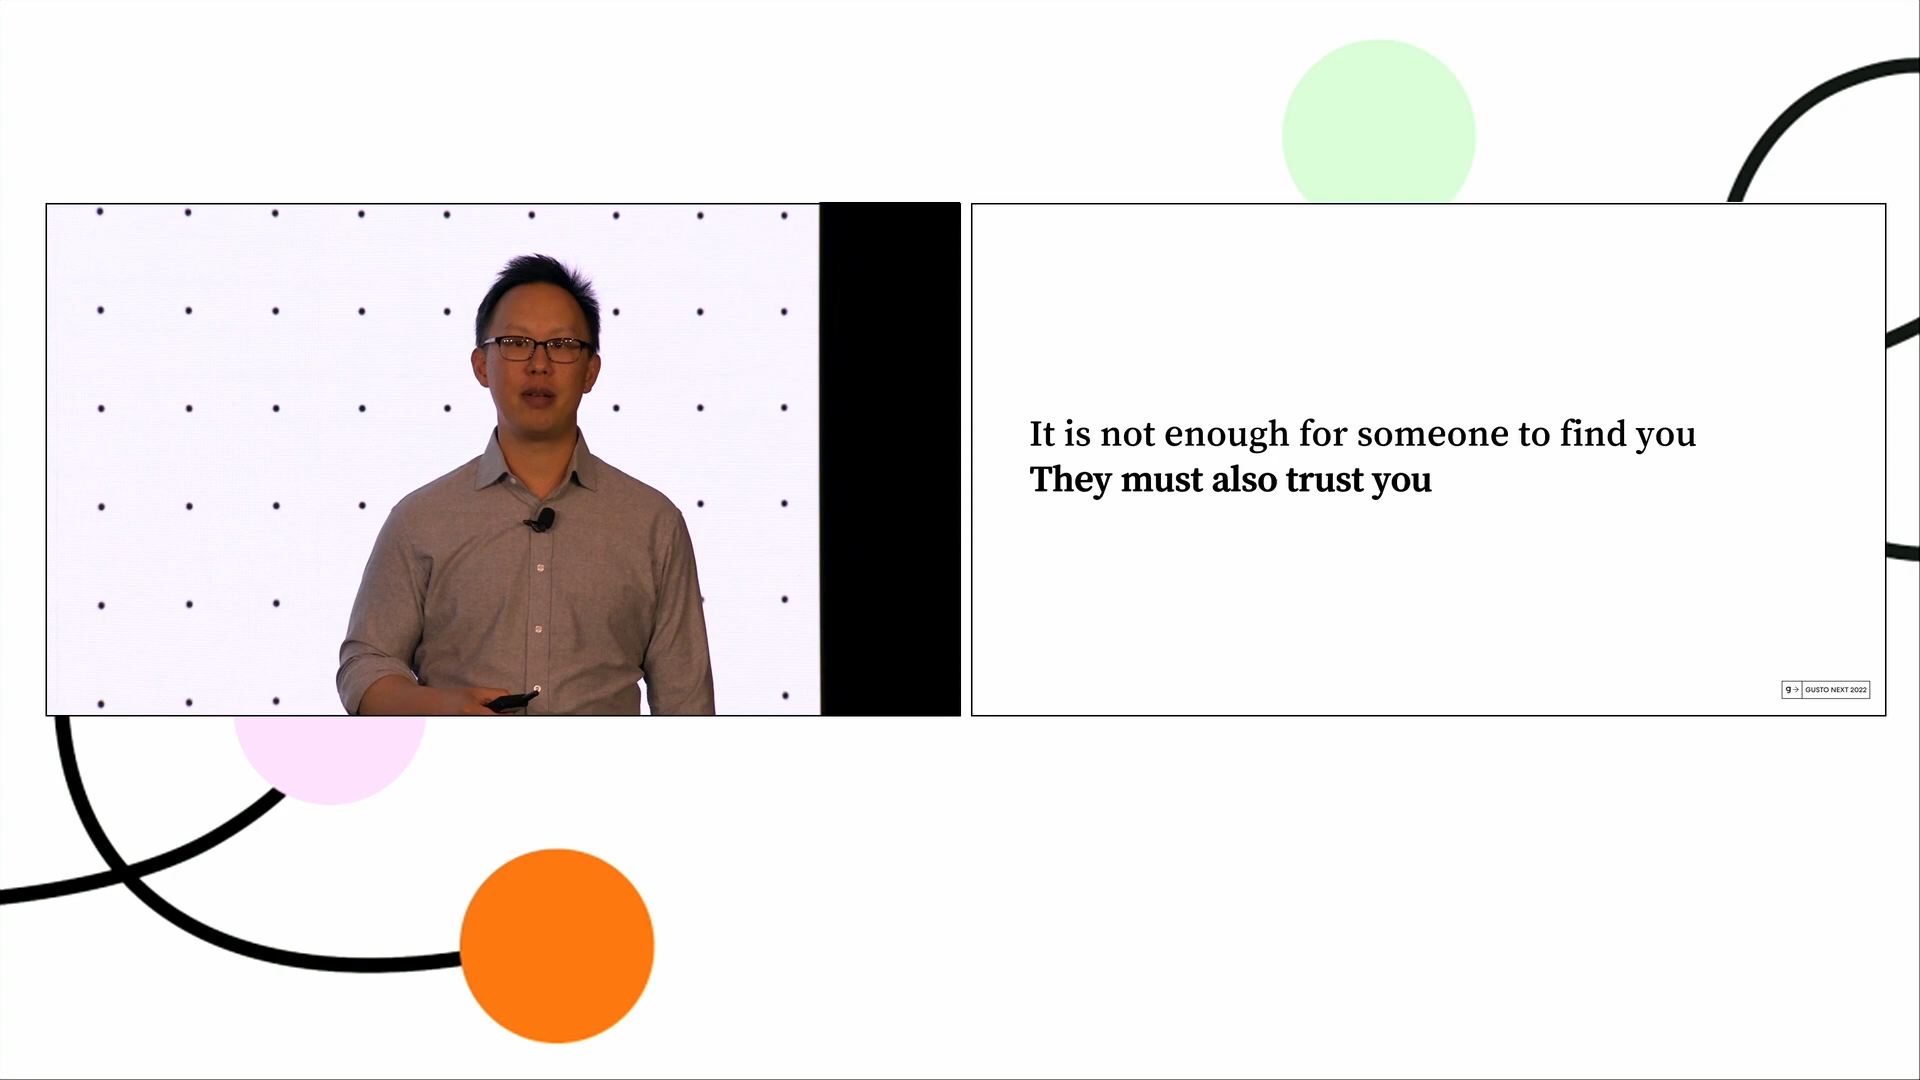 It is not enough for someone to find you
They must also trust you
g → GUSTO NEXT 2022